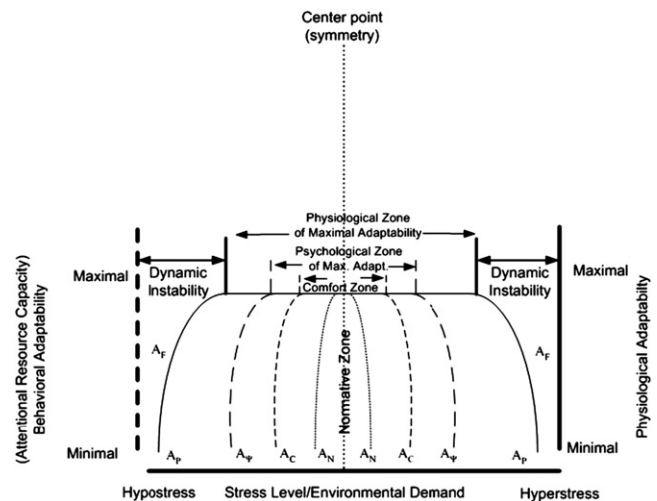 Center point
(symmetry)
Physiological Zone
of Maximal Adaptability
Psychological Zone
of Max. Adapt.
Comfort Zone
Maximal
Dynamic
Instability
Dynamic
Instability
Maximal
(Attentional Resource Capacity)
Behavioral Adaptability
Physiological Adaptability
Normative Zone
A_F
A_F
Minimal
Minimal
A_P
A_Ψ
A_C
A_N
A_N
A_C
A_Ψ
A_P
Hypostress
Stress Level/Environmental Demand
Hyperstress